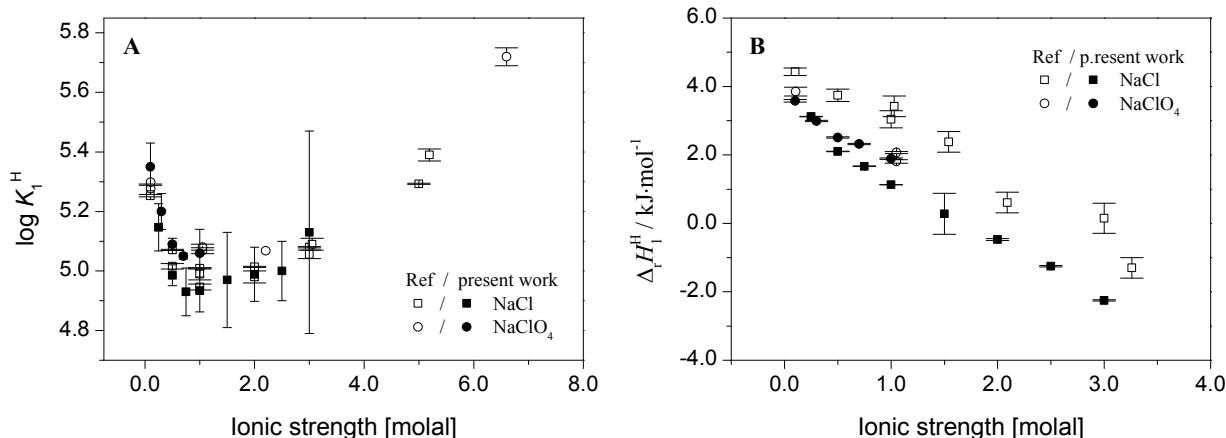 A
5.8
5.6
5.4
5.2
5.0
4.8
log K₁ᴴ
Ref / present work
/ NaCl
/ NaClO₄
0.0 2.0 4.0 6.0 8.0
Ionic strength [molal]
B
6.0
4.0
2.0
0.0
-2.0
-4.0
ΔᵣH₁ᴴ / kJ·mol⁻¹
Ref / p.resent work
/ NaCl
/ NaClO₄
0.0 1.0 2.0 3.0 4.0
Ionic strength [molal]